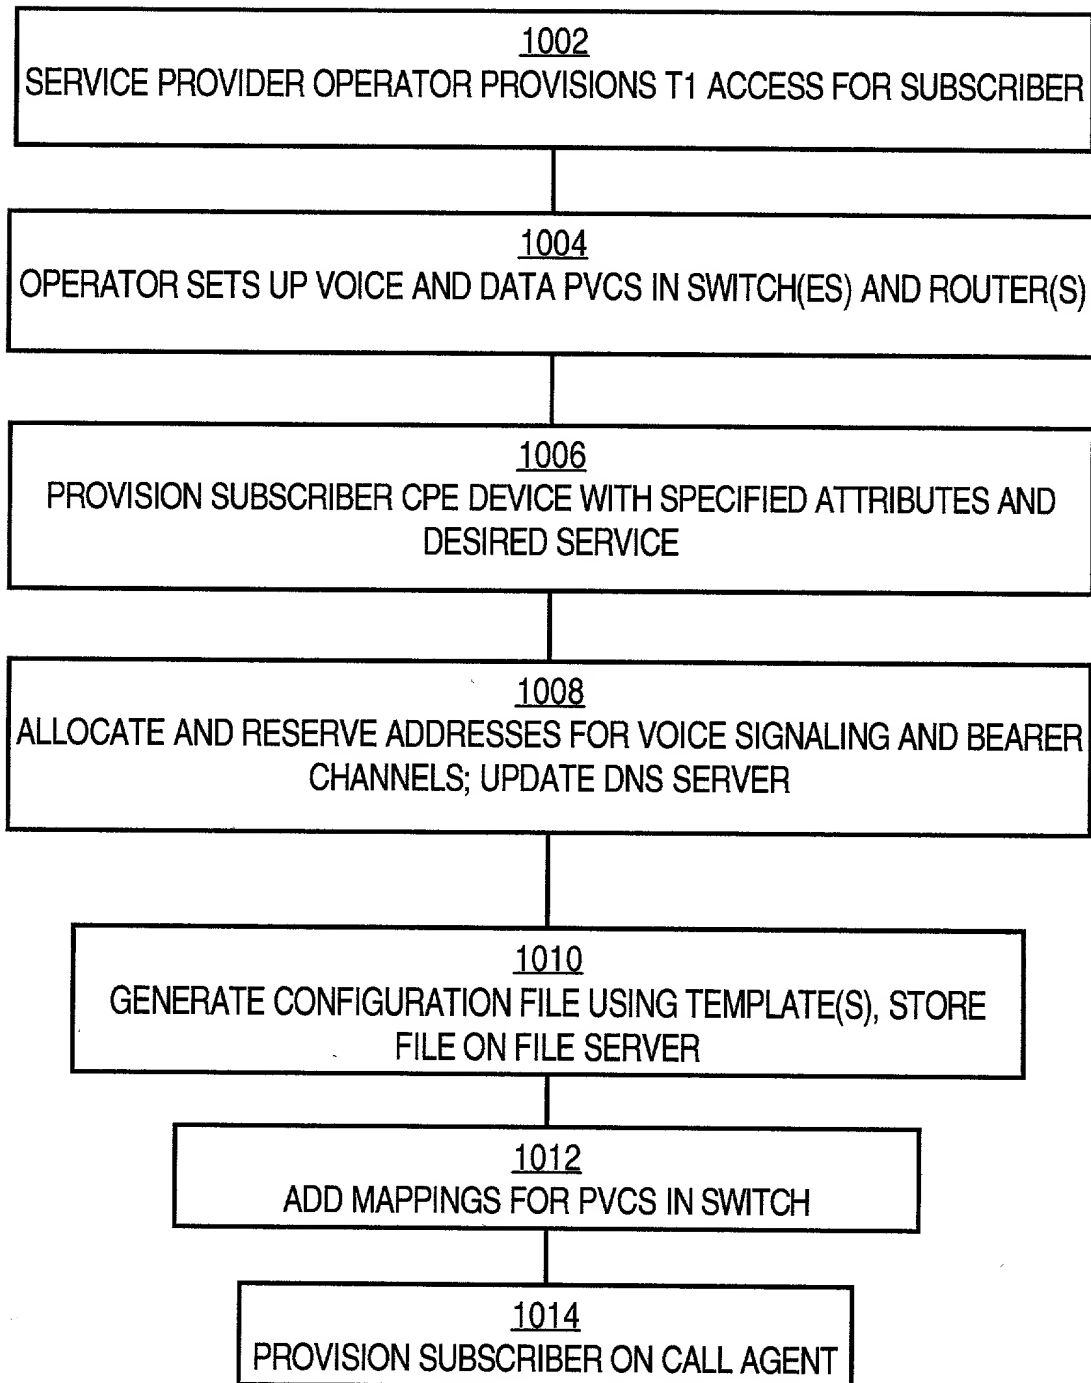 1002
SERVICE PROVIDER OPERATOR PROVISIONS T1 ACCESS FOR SUBSCRIBER
1004
OPERATOR SETS UP VOICE AND DATA PVCS IN SWITCH(ES) AND ROUTER(S)
1006
PROVISION SUBSCRIBER CPE DEVICE WITH SPECIFIED ATTRIBUTES AND
DESIRED SERVICE
1008
ALLOCATE AND RESERVE ADDRESSES FOR VOICE SIGNALING AND BEARER
CHANNELS; UPDATE DNS SERVER
1010
GENERATE CONFIGURATION FILE USING TEMPLATE(S), STORE
FILE ON FILE SERVER
1012
ADD MAPPINGS FOR PVCS IN SWITCH
1014
PROVISION SUBSCRIBER ON CALL AGENT